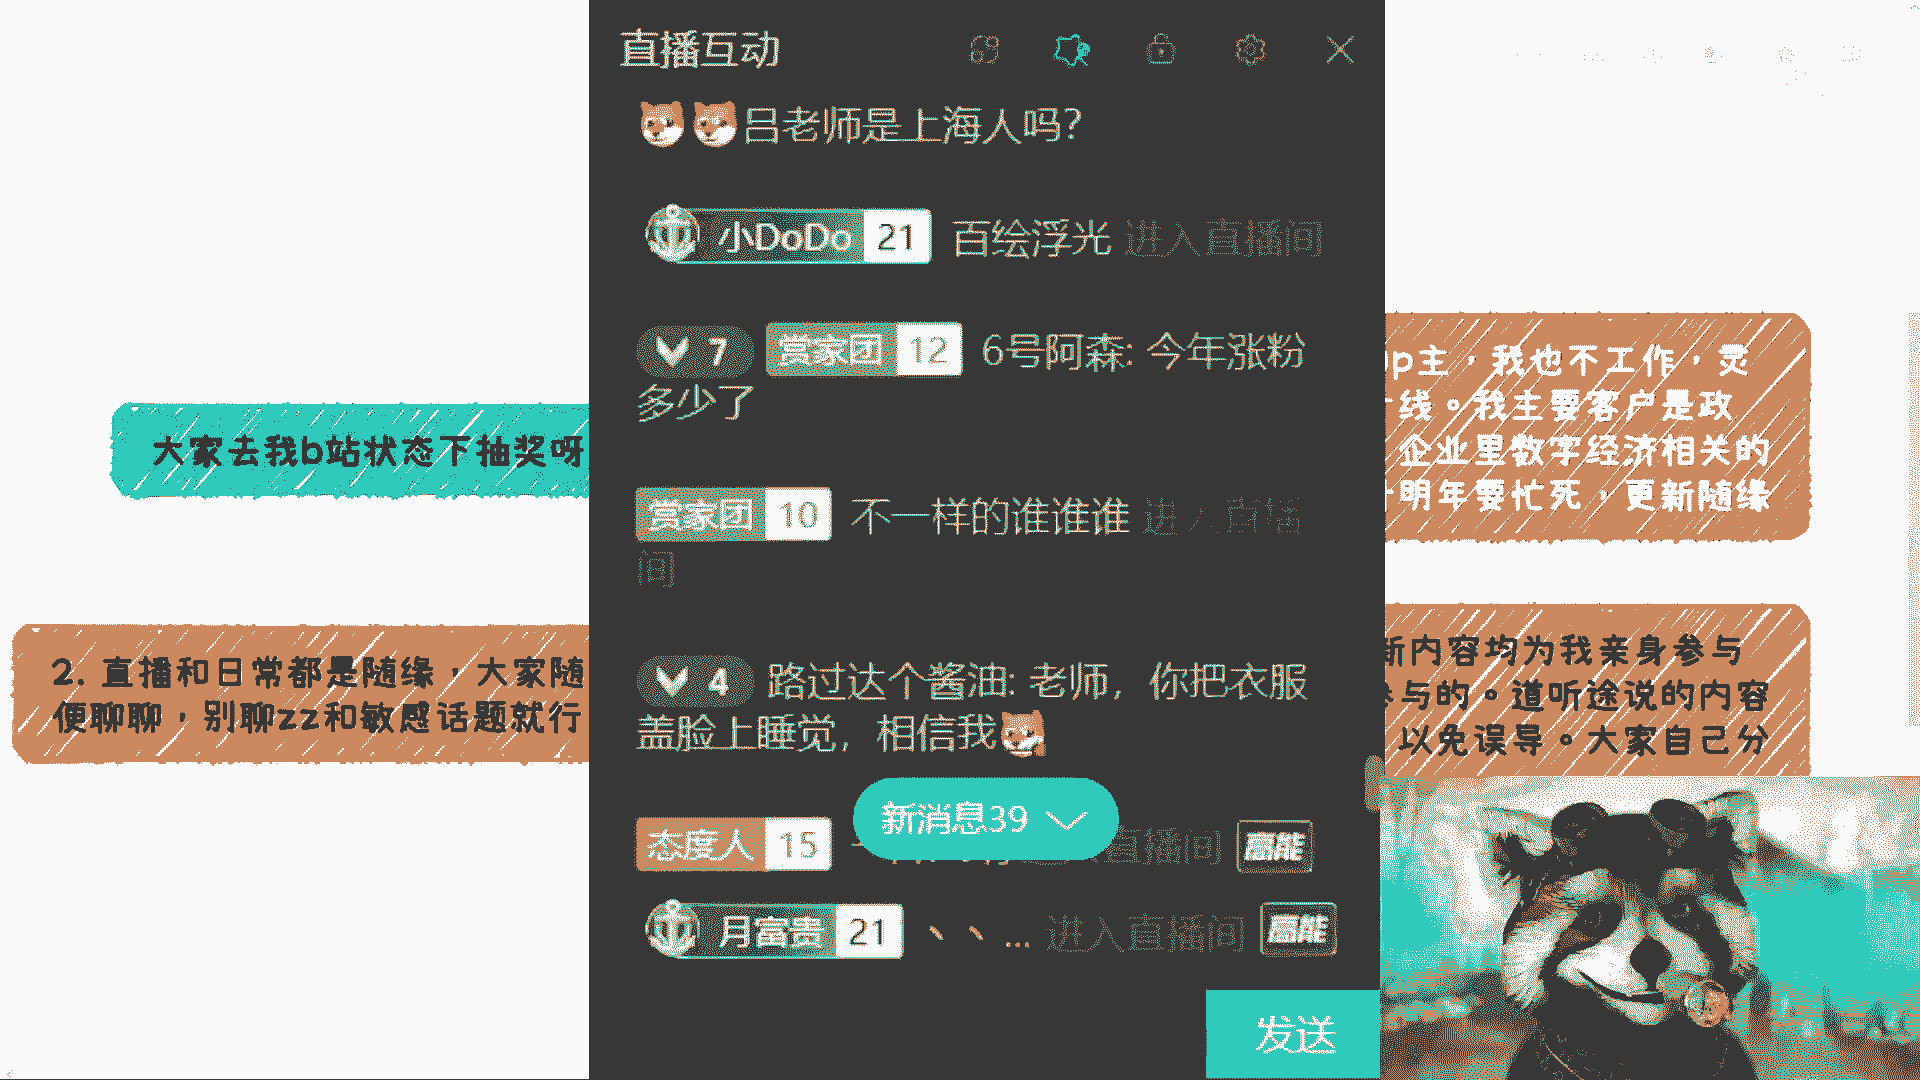 直播互动
吕老师是上海人吗？
小DoDo 21 百绘浮光 进入直播间
7 赏家团 12 6号阿森: 今年涨粉
多少了
赏家团 10 不一样的谁谁谁 进入直播
间
4 路过达个酱油: 老师，你把衣服
盖脸上睡觉，相信我
新消息39
态度人 15 直播间 高能
月富贵 21 丶丶... 进入直播间 高能
发送
大家去我b站状态下抽奖呀
2. 直播和日常都是随缘，大家随
便聊聊，别聊zz和敏感话题就行
up主，我也不工作，灵
线。我主要客户是政
企业里数字经济相关的
明年要忙死，更新随缘
新内容均为我亲身参与
参与的。道听途说的内容
以免误导。大家自己分